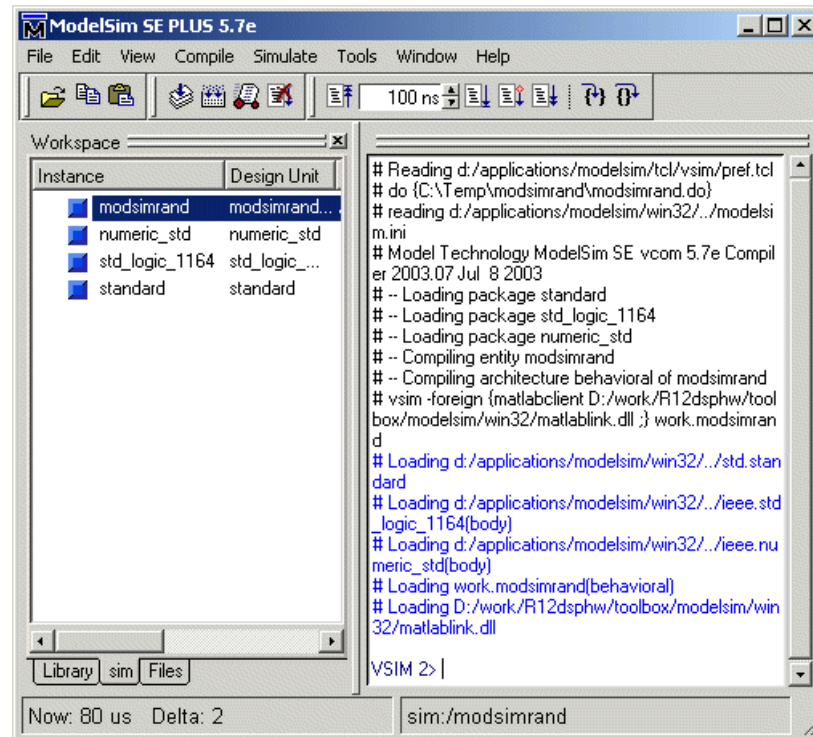 ModelSim SE PLUS 5.7e
File Edit View Compile Simulate Tools Window Help
100 ns
Workspace
Instance Design Unit
modsimrand modsimrand...
numeric_std numeric_std
std_logic_1164 std_logic_...
standard standard
Library sim Files
# Reading d:/applications/modelsim/tcl/vsim/pref.tcl
# do {C:\Temp\modsimrand\modsimrand.do}
# reading d:/applications/modelsim/win32/../modelsi
m.ini
# Model Technology ModelSim SE vcom 5.7e Compil
er 2003.07 Jul 8 2003
# -- Loading package standard
# -- Loading package std_logic_1164
# -- Loading package numeric_std
# -- Compiling entity modsimrand
# -- Compiling architecture behavioral of modsimrand
# vsim -foreign {matlabclient D:/work/R12dsphw/tool
box/modelsim/win32/matlablink.dll ;} work.modsimran
d
# Loading d:/applications/modelsim/win32/../std.stan
dard
# Loading d:/applications/modelsim/win32/../ieee.std
_logic_1164(body)
# Loading d:/applications/modelsim/win32/../ieee.nu
meric_std(body)
# Loading work.modsimrand(behavioral)
# Loading D:/work/R12dsphw/toolbox/modelsim/win
32/matlablink.dll
VSIM 2>
Now: 80 us Delta: 2
sim:/modsimrand